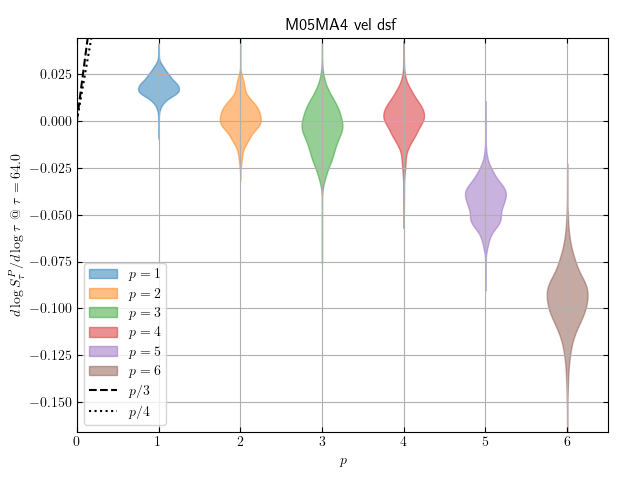 M05MA4 vel dsf
d log S_τ^P / d log τ @ τ = 64.0
0.025
0.000
−0.025
−0.050
−0.075
−0.100
−0.125
−0.150
p = 1
p = 2
p = 3
p = 4
p = 5
p = 6
p/3
p/4
0 1 2 3 4 5 6
p